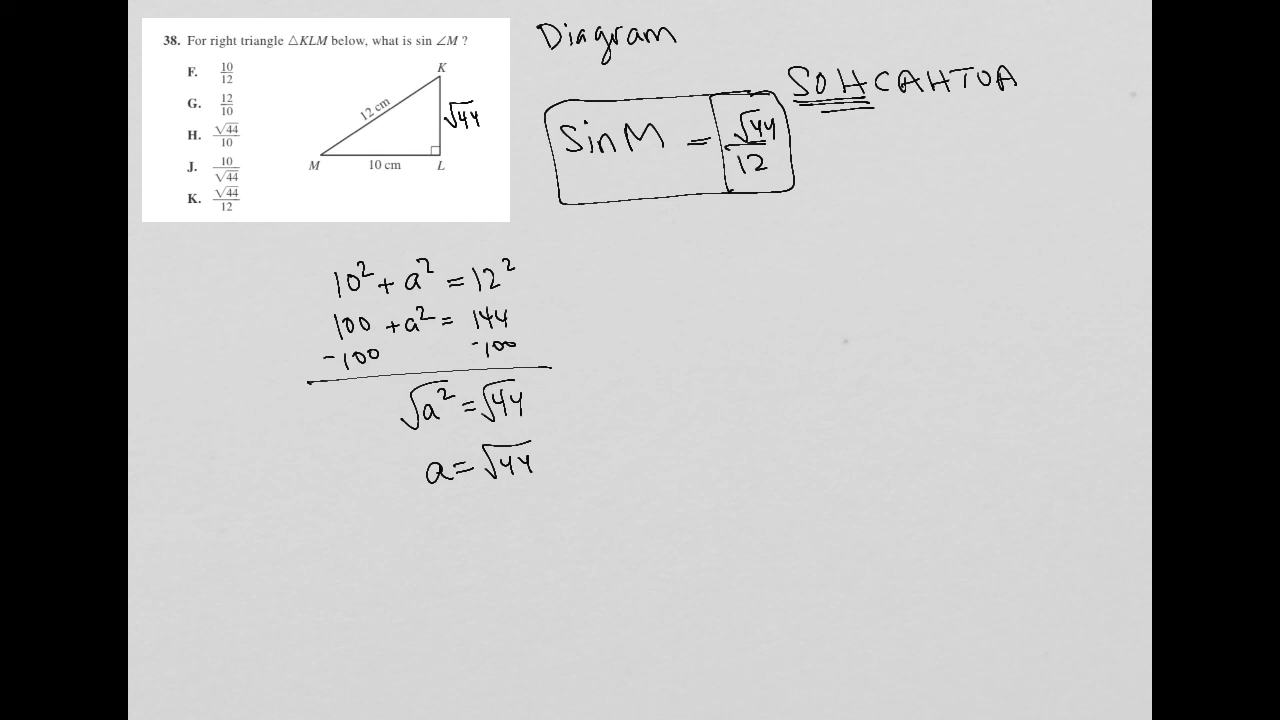 38. For right triangle △KLM below, what is sin ∠M ?
F. 10/12
G. 12/10
H. √44/10
J. 10/√44
K. √44/12
K
12 cm
√44
M
10 cm
L
Diagram
SOHCAHTOA
Sin M = √44/12
10² + a² = 12²
100 + a² = 144
-100 -100
√a² = √44
a = √44